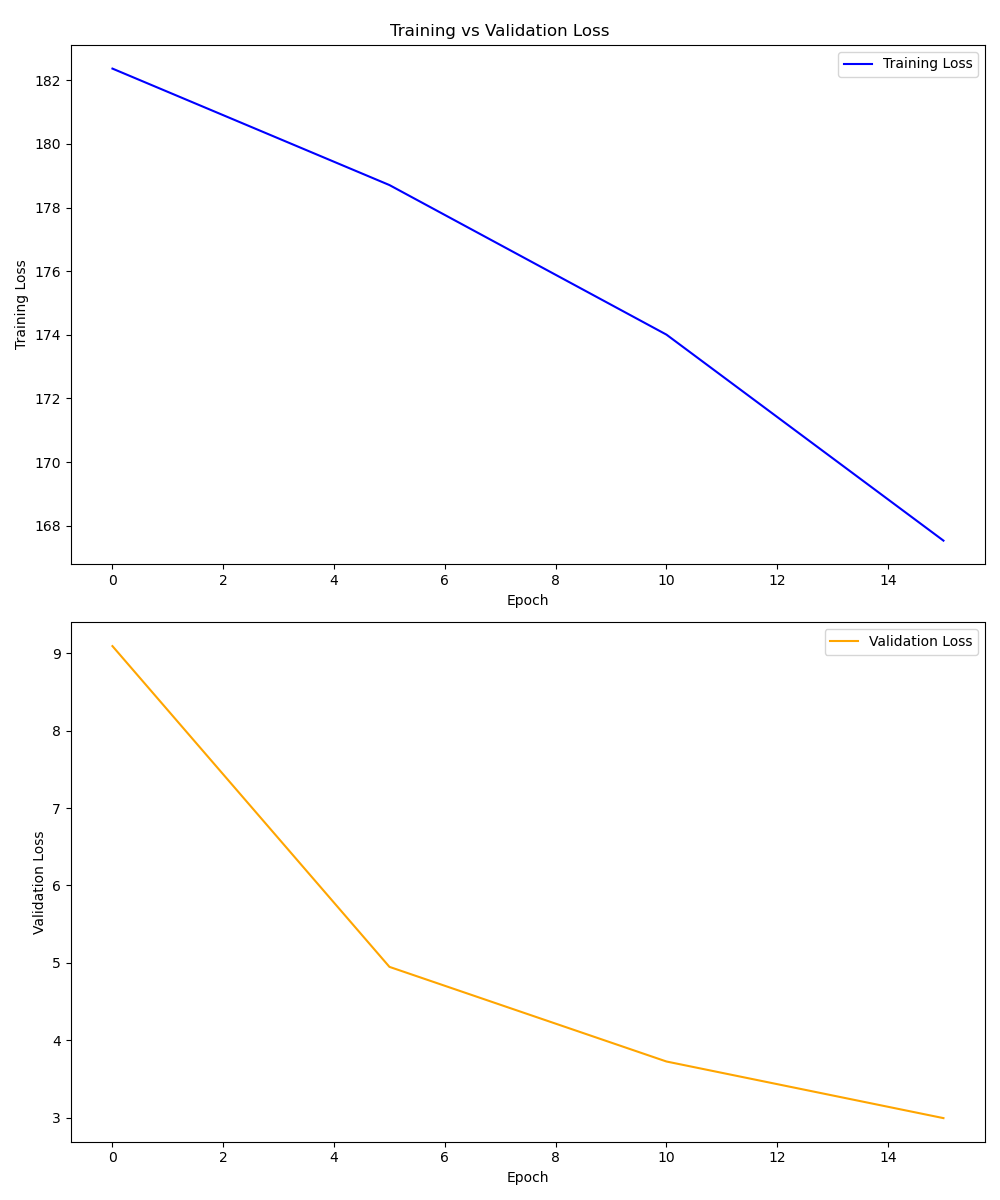 Training vs Validation Loss
Training Loss
182
180
178
176
174
172
170
168
Training Loss
0 2 4 6 8 10 12 14
Epoch
Validation Loss
9
8
7
6
5
4
3
Validation Loss
0 2 4 6 8 10 12 14
Epoch